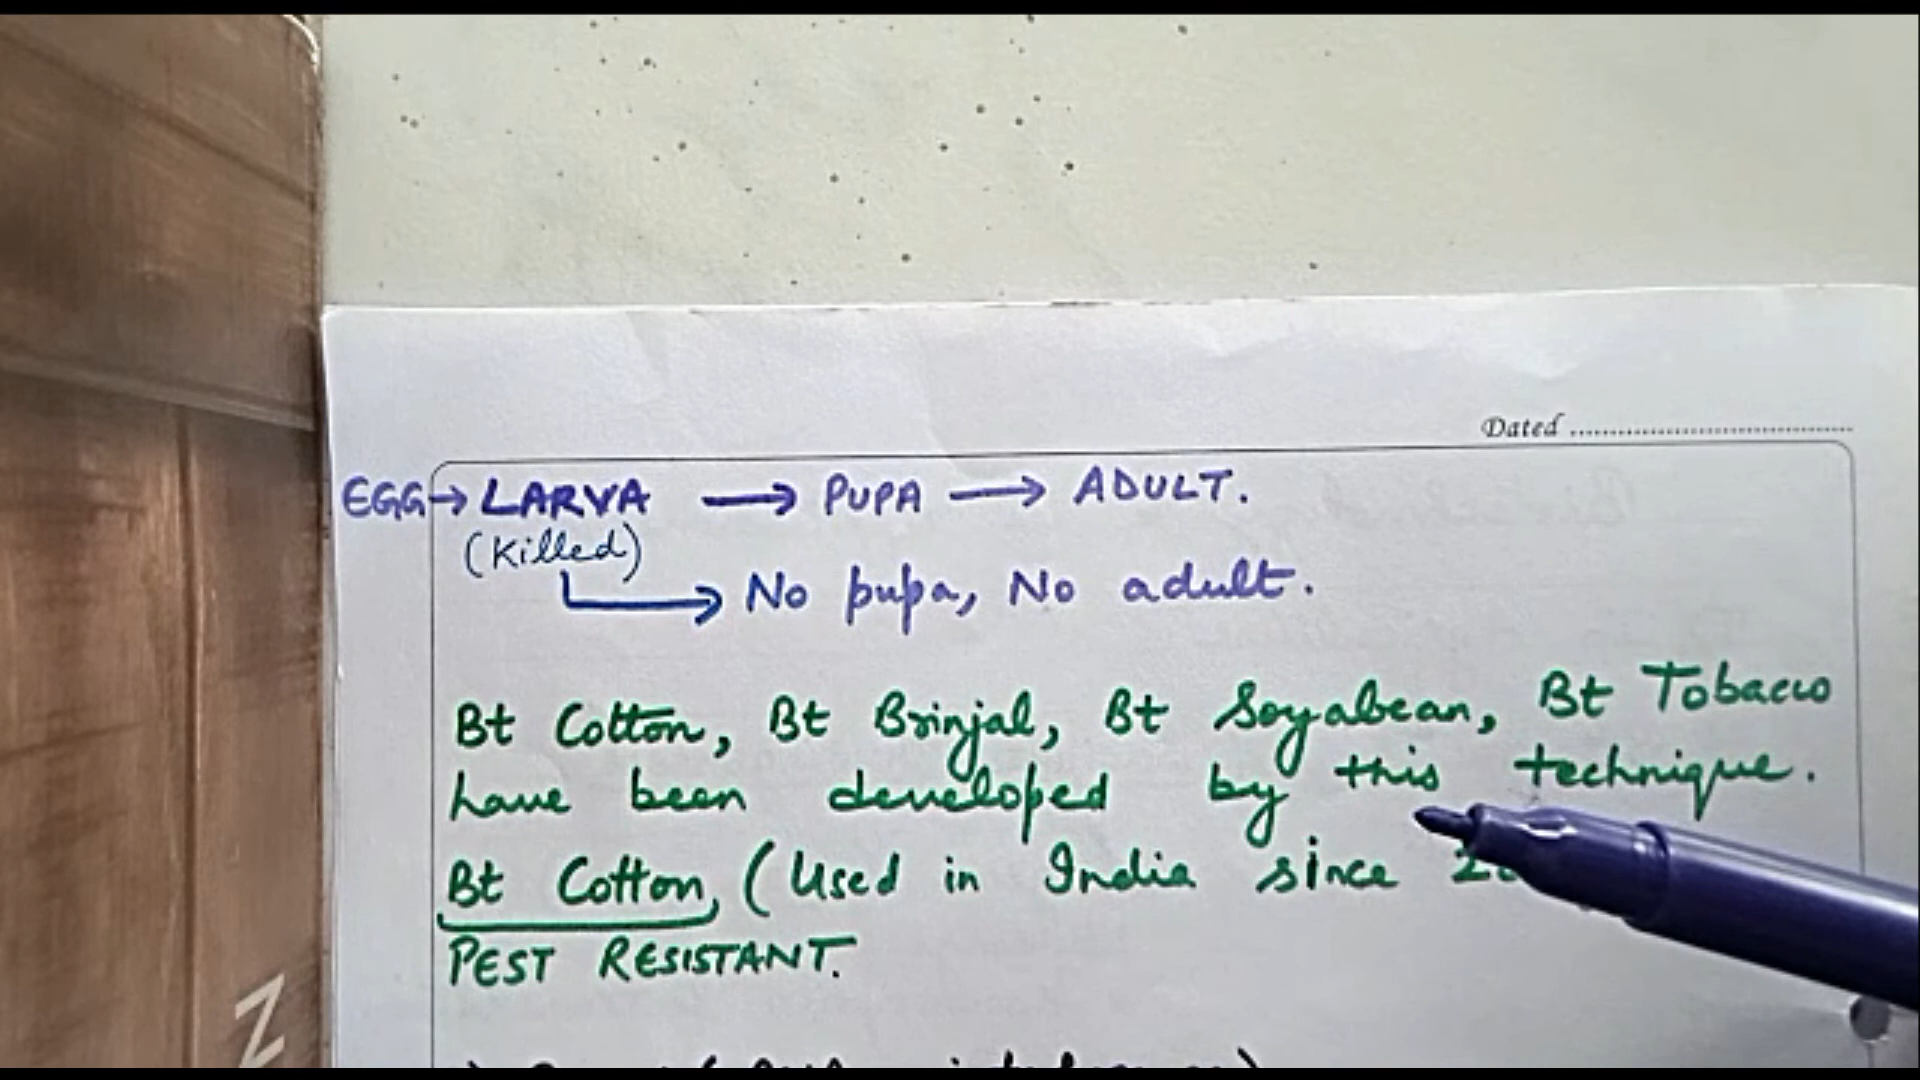 Dated
EGG → LARVA → PUPA → ADULT.
(Killed)
→ No pupa, No adult.
Bt Cotton, Bt Brinjal, Bt Soyabean, Bt Tobacco
have been developed by this technique.
Bt Cotton, (Used in India since
PEST RESISTANT.
N